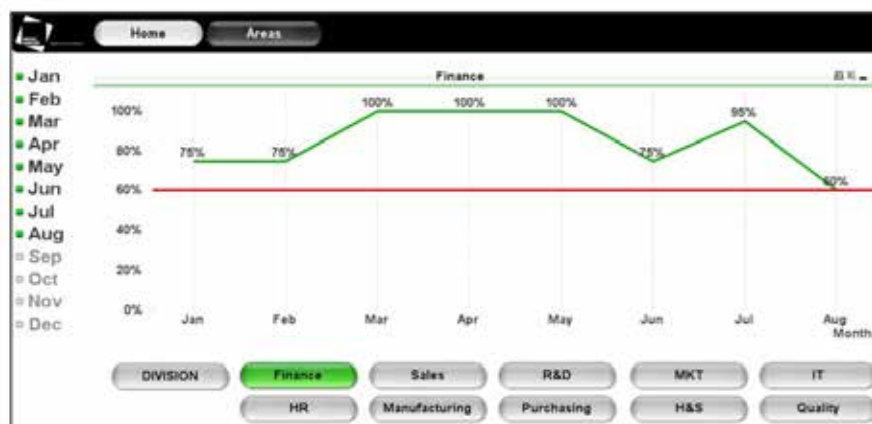 Home Areas
Jan
Feb
Mar
Apr
May
Jun
Jul
Aug
Sep
Oct
Nov
Dec
Finance
100%
80%
60%
40%
20%
0%
75% 75% 100% 100% 100% 75% 95% 60%
Jan Feb Mar Apr May Jun Jul Aug
Month
DIVISION Finance Sales R&D MKT IT
HR Manufacturing Purchasing H&S Quality